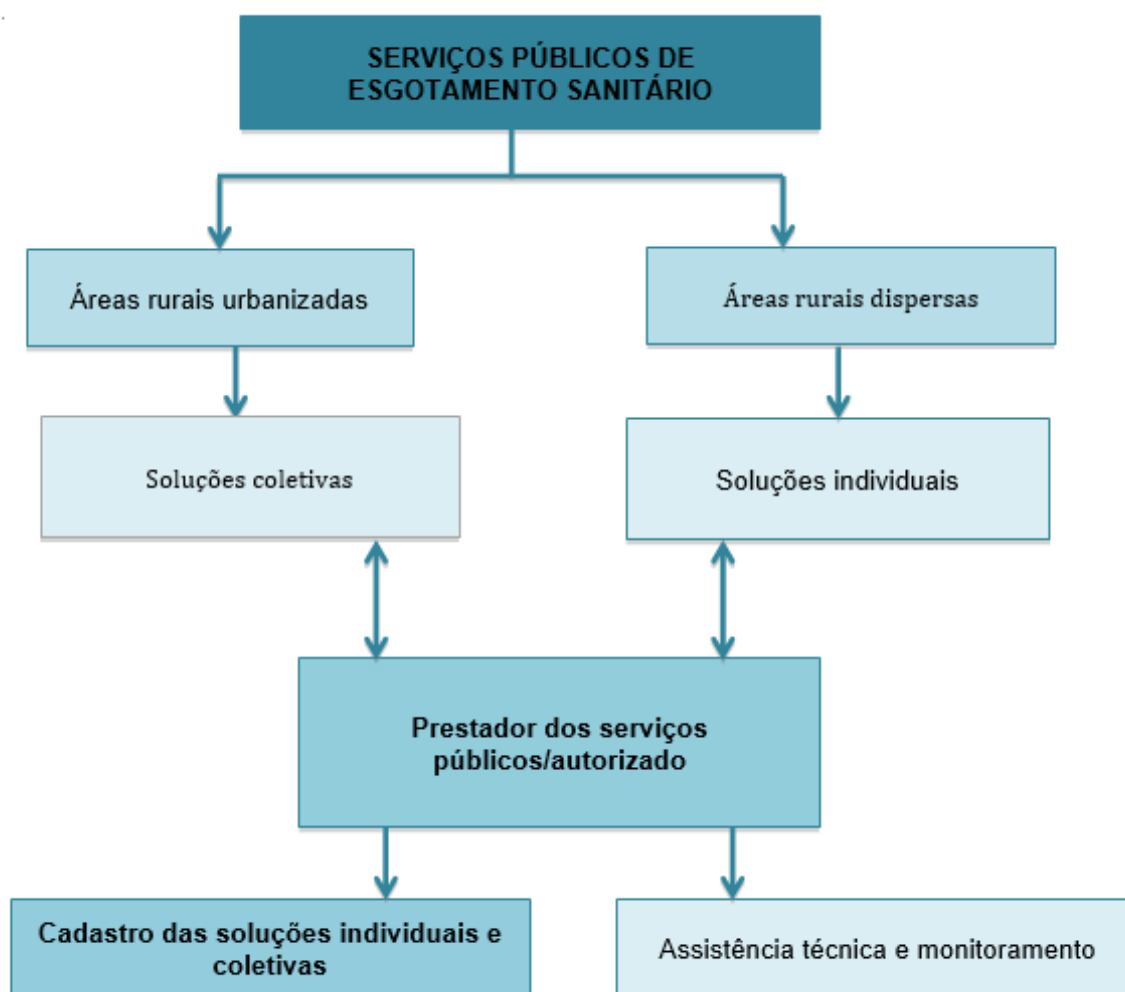 SERVIÇOS PÚBLICOS DE
ESGOTAMENTO SANITÁRIO
Áreas rurais urbanizadas
Áreas rurais dispersas
Soluções coletivas
Soluções individuais
Prestador dos serviços
públicos/autorizado
Cadastro das soluções individuais e
coletivas
Assistência técnica e monitoramento